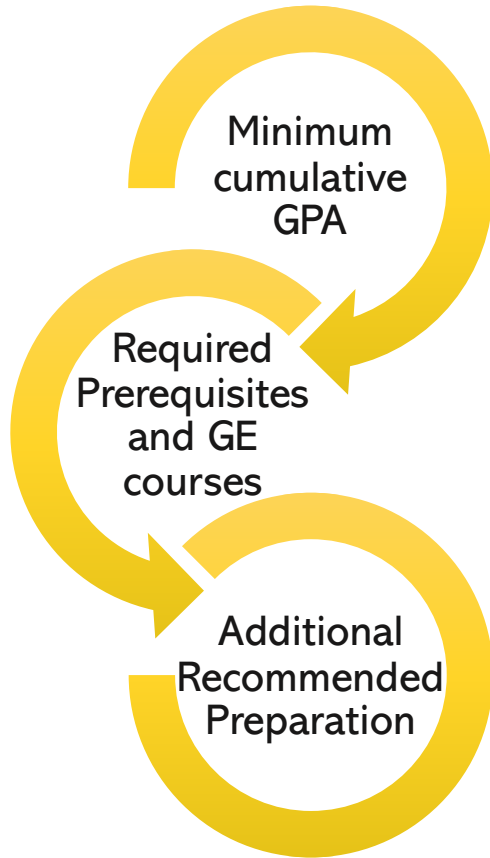 Minimum
cumulative
GPA
Required
Prerequisites
and GE
courses
Additional
Recommended
Preparation